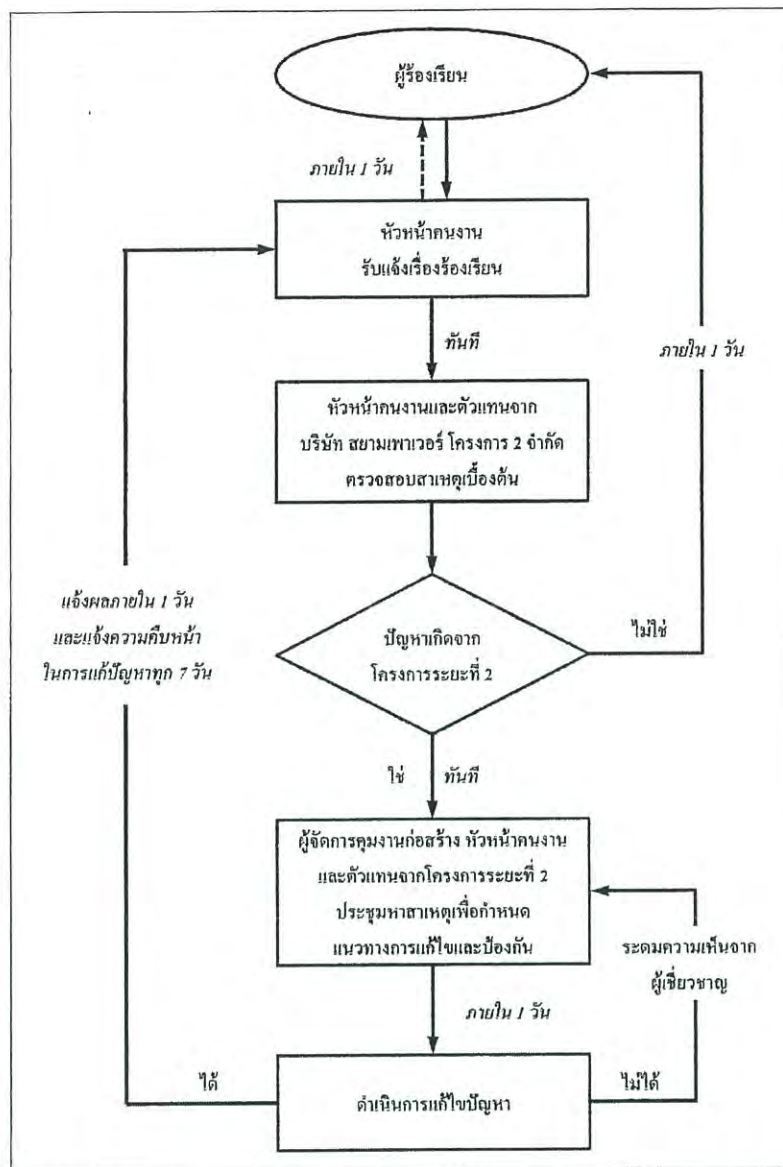 ผู้ร้องเรียน
ภายใน 1 วัน
หัวหน้าคนงาน
รับแจ้งเรื่องร้องเรียน
ทันที
ภายใน 1 วัน
หัวหน้าคนงานและตัวแทนจาก
บริษัท สยามเพาเวอร์ โครงการ 2 จำกัด
ตรวจสอบสาเหตุเบื้องต้น
แจ้งผลภายใน 1 วัน
และแจ้งความคืบหน้า
ในการแก้ปัญหาทุก 7 วัน
ปัญหาเกิดจาก
โครงการระยะที่ 2
ไม่ใช่
ใช่ ทันที
ผู้จัดการคุมงานก่อสร้าง หัวหน้าคนงาน
และตัวแทนจากโครงการระยะที่ 2
ประชุมหาสาเหตุเพื่อกำหนด
แนวทางการแก้ไขและป้องกัน
ระดมความเห็นจาก
ผู้เชี่ยวชาญ
ภายใน 1 วัน
ได้
ดำเนินการแก้ไขปัญหา
ไม่ได้